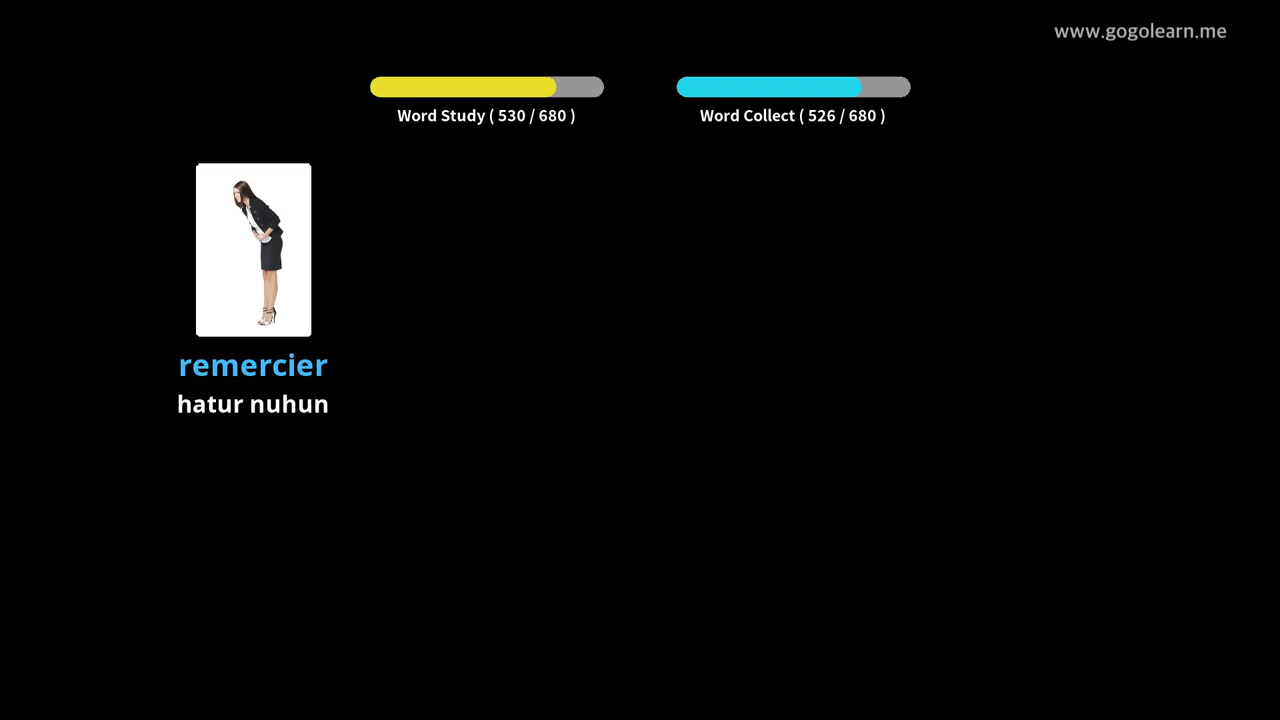 www.gogolearn.me
Word Study ( 530 / 680 )
Word Collect ( 526 / 680 )
remercier
hatur nuhun